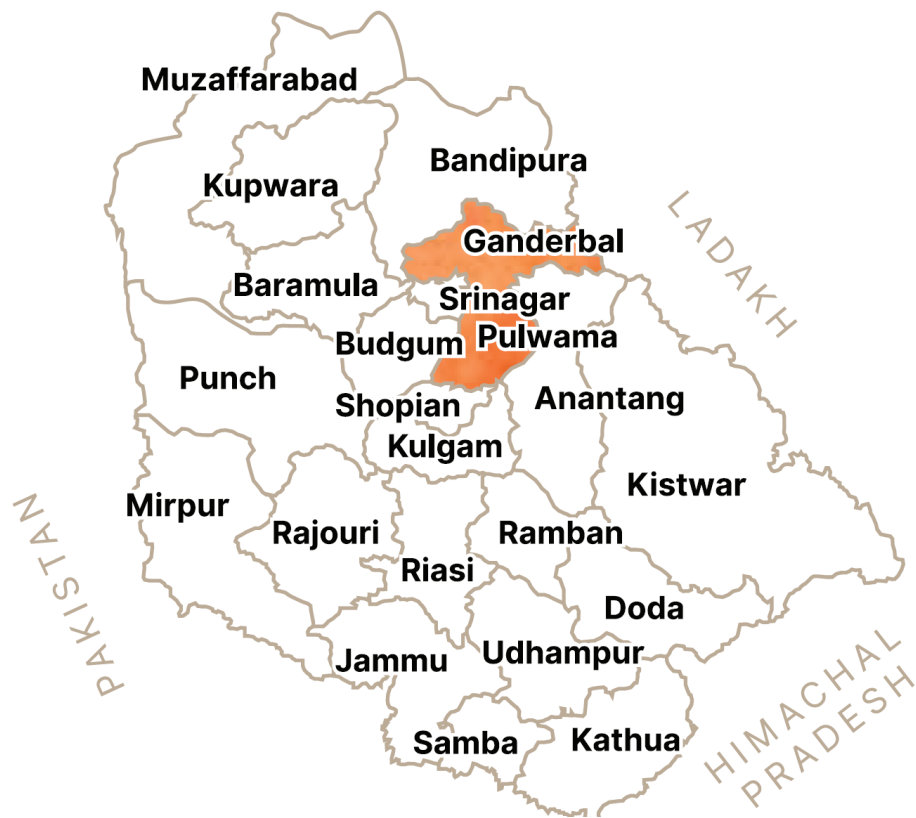 Muzaffarabad
Bandipura
Kupwara
LADAKH
Ganderbal
Baramula
Srinagar
Pulwama
Budgum
Punch
Anantang
Shopian
Kulgam
Kistwar
Mirpur
PAKISTAN
Rajouri
Ramban
Riasi
Doda
Udhampur
Jammu
HIMACHAL
PRADESH
Kathua
Samba